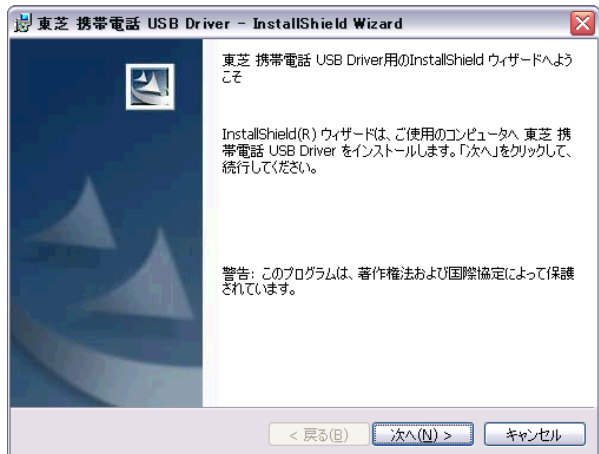 東芝 携帯電話 USB Driver - InstallShield Wizard
東芝 携帯電話 USB Driver用のInstallShield ウィザードへよう
こそ
InstallShield(R) ウィザードは、ご使用のコンピュータへ 東芝 携
帯電話 USB Driver をインストールします。「次へ」をクリックして、
続行してください。
警告: このプログラムは、著作権法および国際協定によって保護
されています。
< 戻る(B)
次へ(N) >
キャンセル